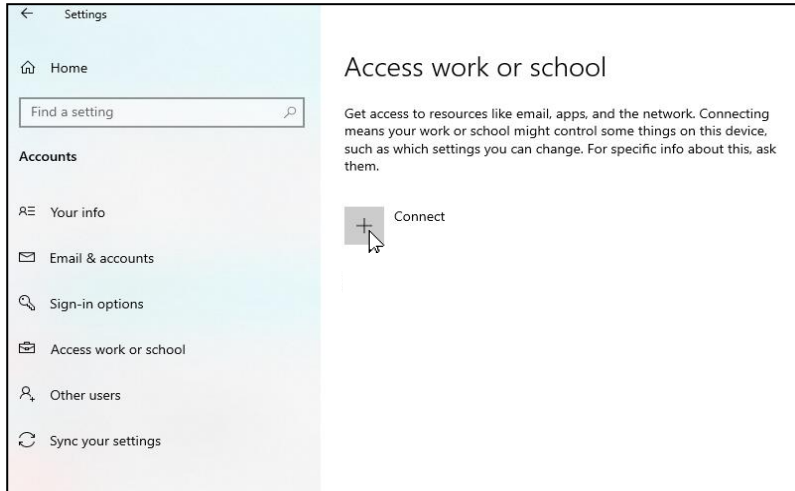 Settings
Home
Find a setting
Accounts
Your info
Email & accounts
Sign-in options
Access work or school
Other users
Sync your settings
Access work or school
Get access to resources like email, apps, and the network. Connecting
means your work or school might control some things on this device,
such as which settings you can change. For specific info about this, ask
them.
Connect